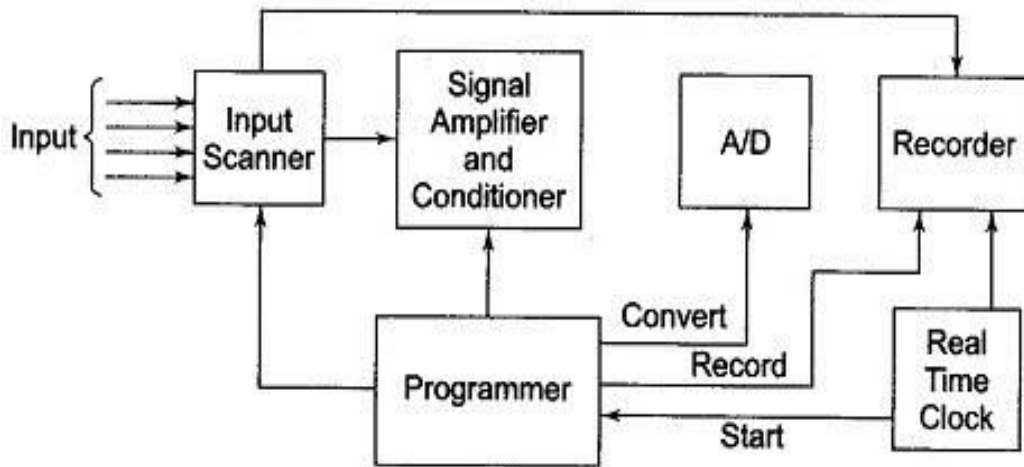 Input
Input
Scanner
Signal
Amplifier
and
Conditioner
A/D
Recorder
Programmer
Convert
Record
Start
Real
Time
Clock